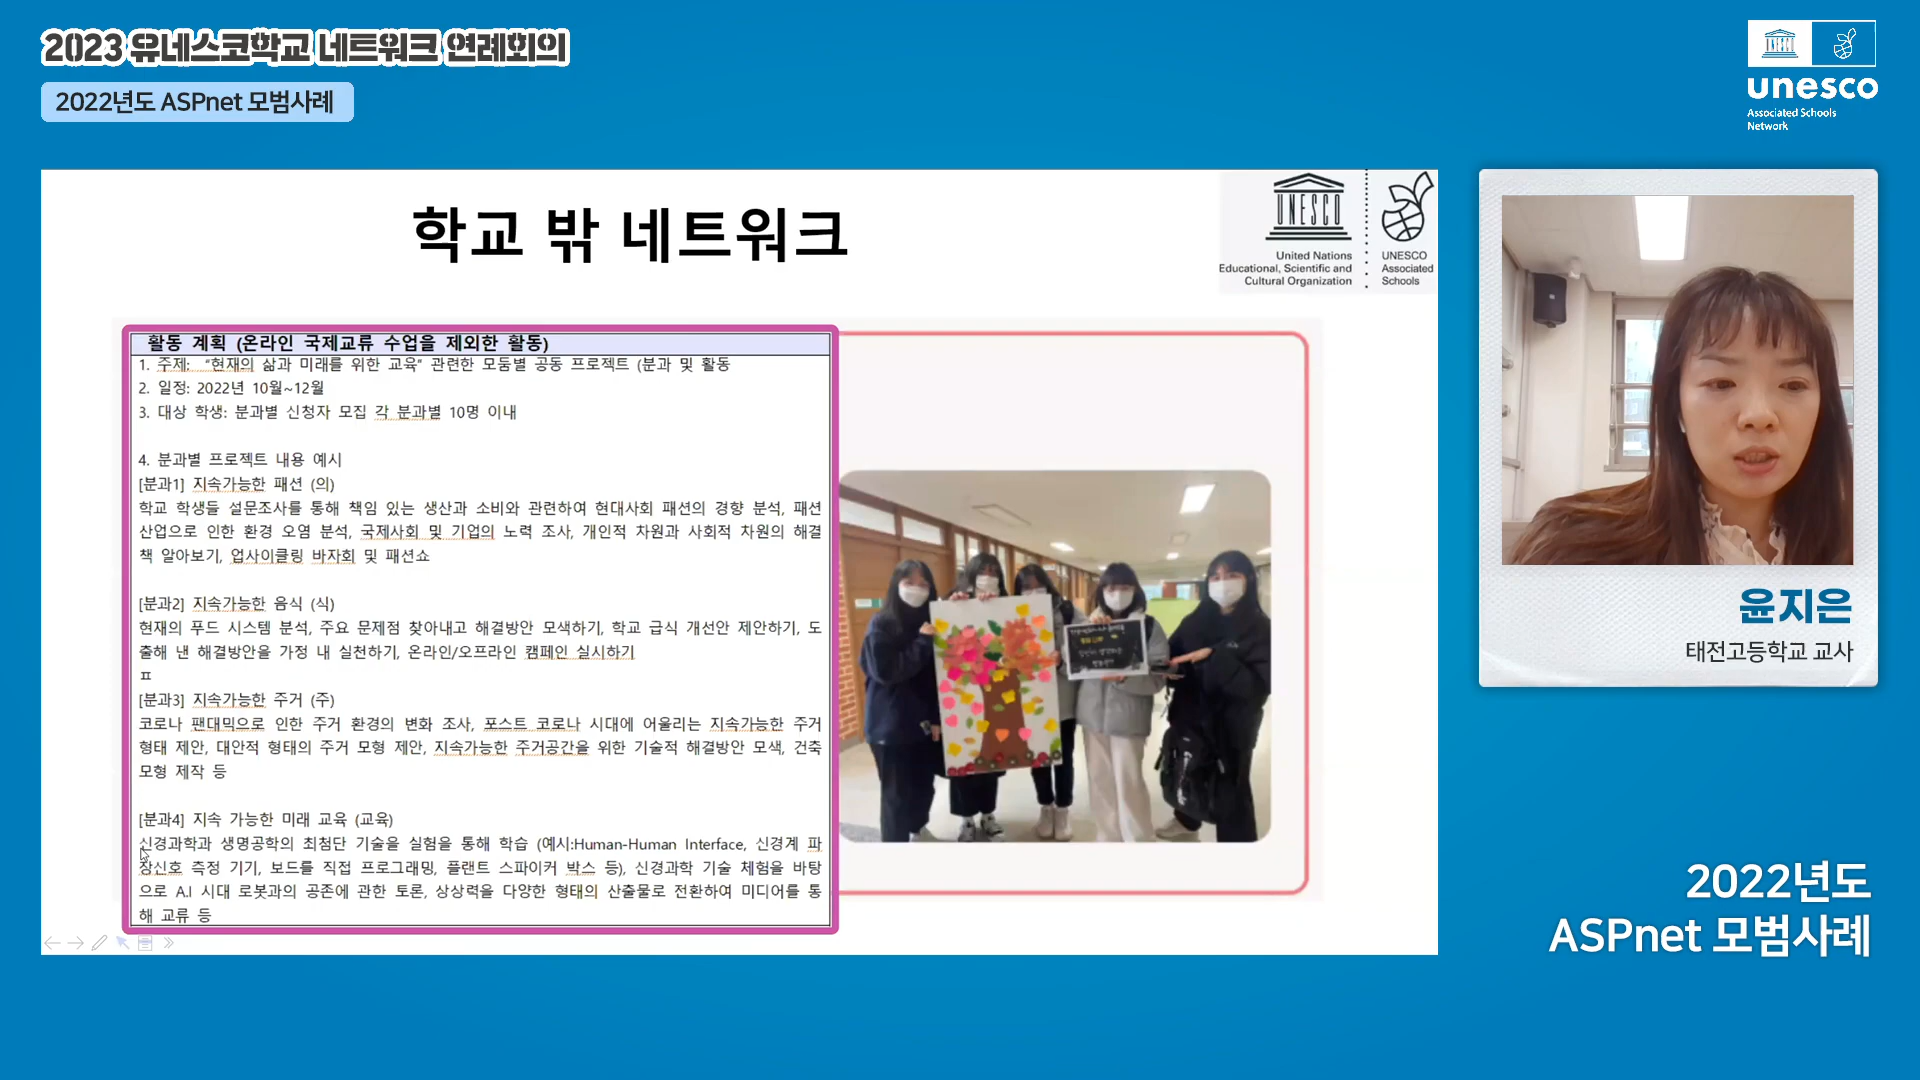 2023 유네스코학교 네트워크 연례회의
2022년도 ASPnet 모범사례
unesco
Associated Schools
Network
학교 밖 네트워크
UNESCO
United Nations
Educational, Scientific and
Cultural Organization
UNESCO
Associated
Schools
활동 계획 (온라인 국제교류 수업을 제외한 활동)
1. 주제: “현재의 삶과 미래를 위한 교육” 관련한 모둠별 공동 프로젝트 (분과 및 활동
2. 일정: 2022년 10월~12월
3. 대상 학생: 분과별 신청자 모집 각 분과별 10명 이내
4. 분과별 프로젝트 내용 예시
[분과1] 지속가능한 패션 (의)
학교 학생들 설문조사를 통해 책임 있는 생산과 소비와 관련하여 현대사회 패션의 경향 분석, 패션
산업으로 인한 환경 오염 분석, 국제사회 및 기업의 노력 조사, 개인적 차원과 사회적 차원의 해결
책 알아보기, 업사이클링 바자회 및 패션쇼
[분과2] 지속가능한 음식 (식)
현재의 푸드 시스템 분석, 주요 문제점 찾아내고 해결방안 모색하기, 학교 급식 개선안 제안하기, 도
출해 낸 해결방안을 가정 내 실천하기, 온라인/오프라인 캠페인 실시하기
ㅍ
[분과3] 지속가능한 주거 (주)
코로나 팬대믹으로 인한 주거 환경의 변화 조사, 포스트 코로나 시대에 어울리는 지속가능한 주거
형태 제안, 대안적 형태의 주거 모형 제안, 지속가능한 주거공간을 위한 기술적 해결방안 모색, 건축
모형 제작 등
[분과4] 지속 가능한 미래 교육 (교육)
신경과학과 생명공학의 최첨단 기술을 실험을 통해 학습 (예시:Human-Human Interface, 신경계 파
장신호 측정 기기, 보드를 직접 프로그래밍, 플랜트 스파이커 박스 등), 신경과학 기술 체험을 바탕
으로 A.I 시대 로봇과의 공존에 관한 토론, 상상력을 다양한 형태의 산출물로 전환하여 미디어를 통
해 교류 등
윤지은
태전고등학교 교사
2022년도
ASPnet 모범사례